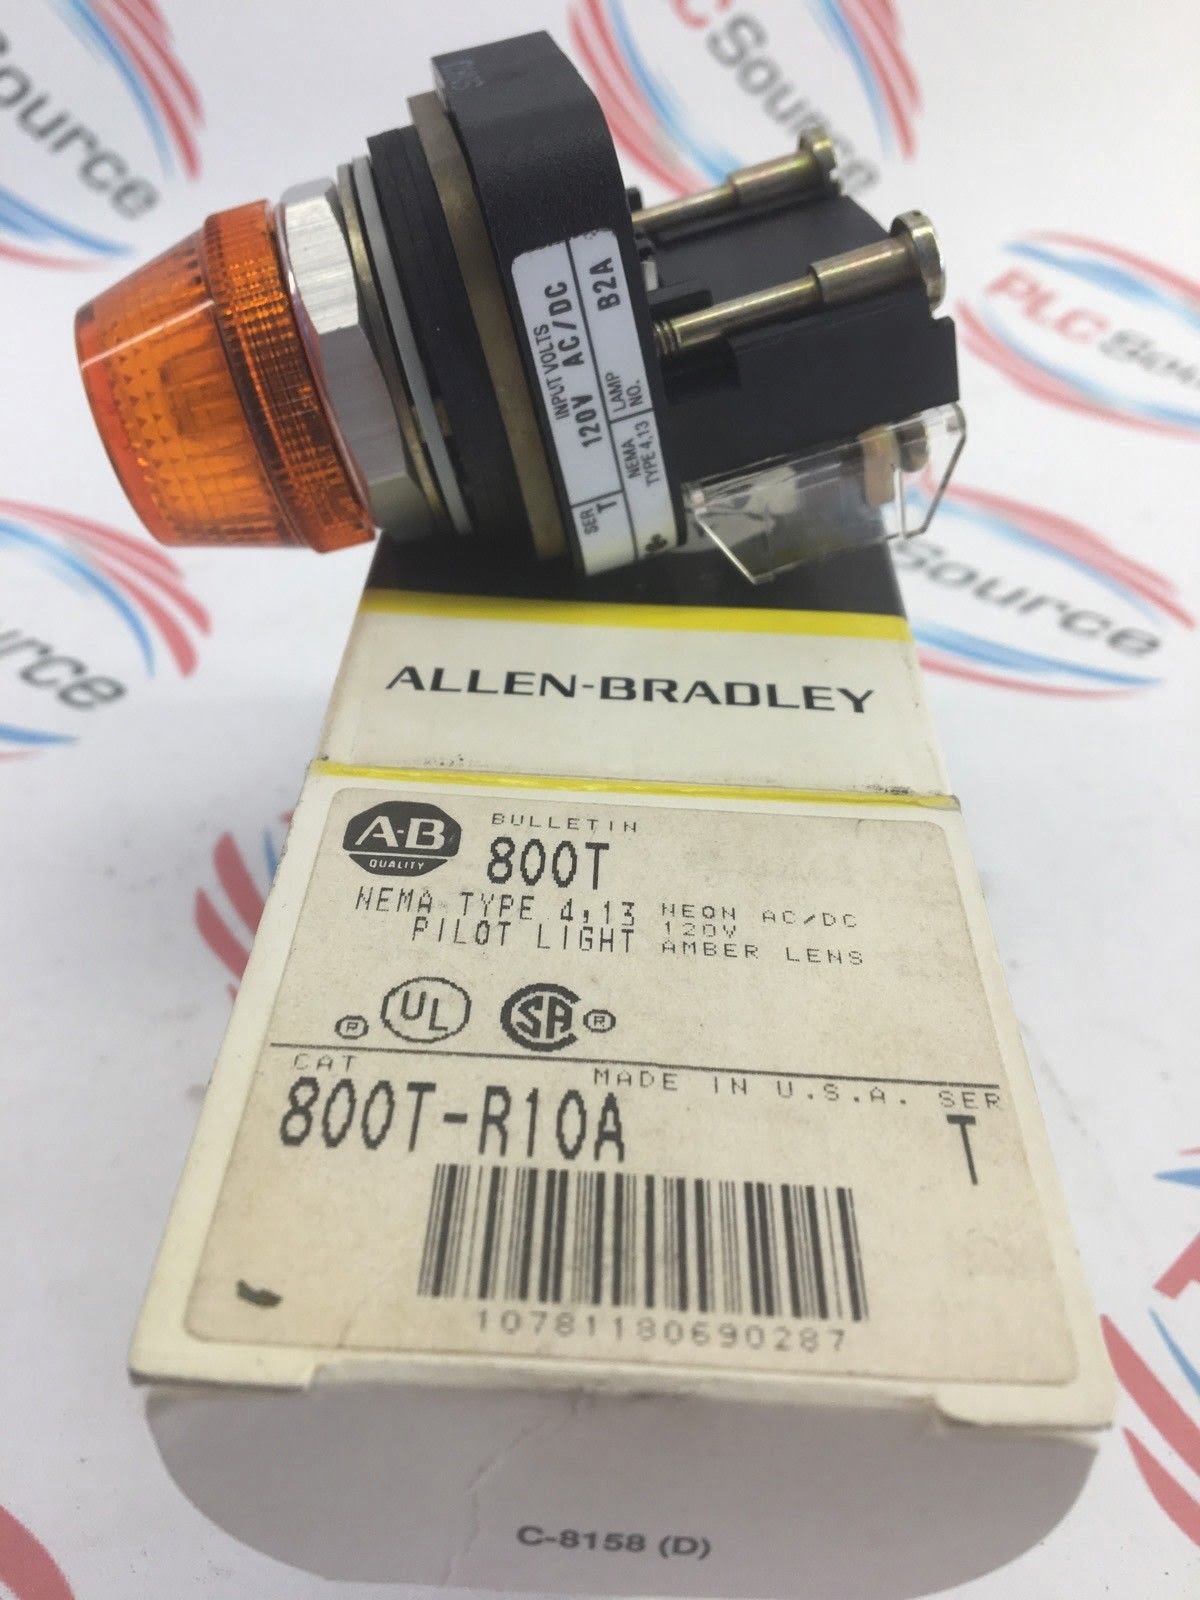 PLC Source
INPUT VOLTS
120V AC/DC
LAMP NO.
B2A
SER
T
NEMA
TYPE 4,13
ALLEN-BRADLEY
A-B
QUALITY
BULLETIN
800T
NEMA TYPE 4,13
PILOT LIGHT
NEON AC/DC
120V
AMBER LENS
® UL
SA ®
CAT
MADE IN U.S.A.
SER
800T-R10A
T
10781180690287
C-8158 (D)